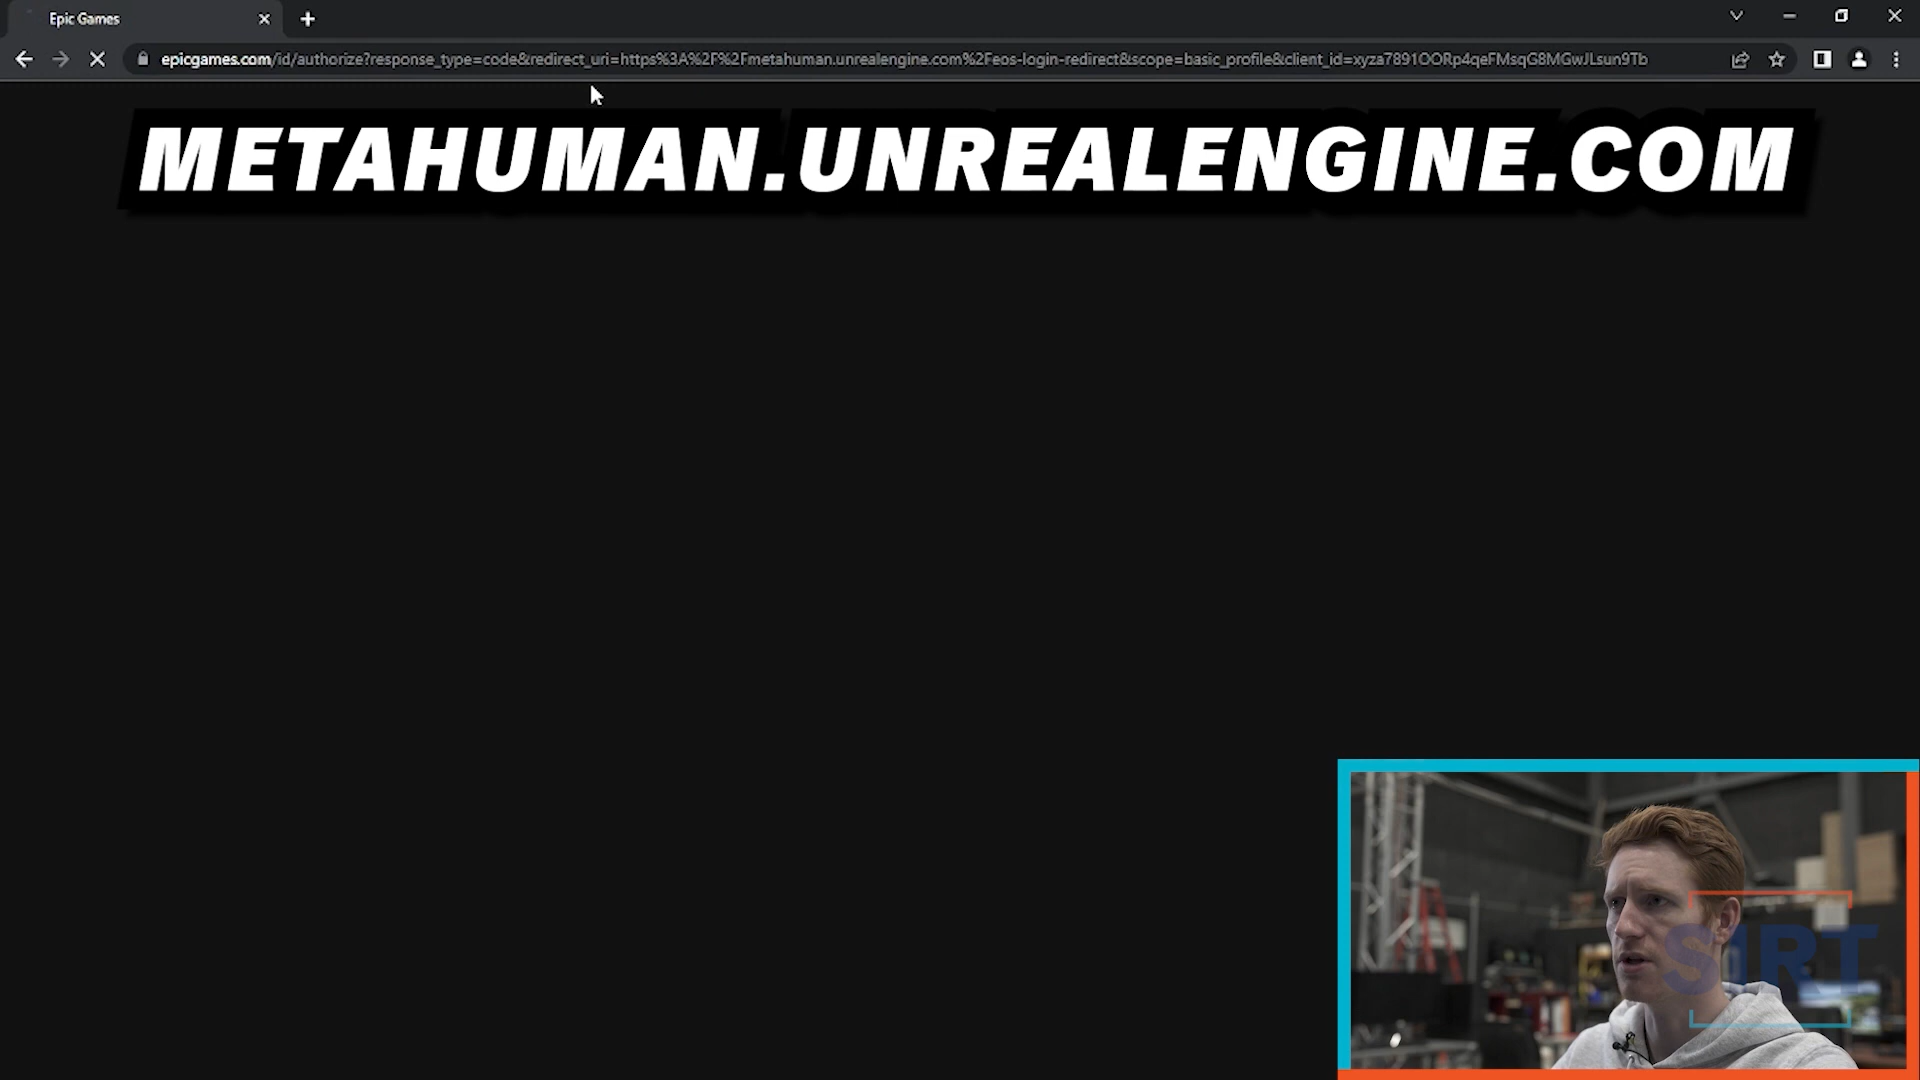 Epic Games
epicgames.com/id/authorize?response_type=code&redirect_uri=https%3A%2F%2Fmetahuman.unrealengine.com%2Feos-login-redirect&scope=basic_profile&client_id=xyza7891OORp4qeFMsqG8MGwJLsun9Tb
METAHUMAN.UNREALENGINE.COM
SIRT